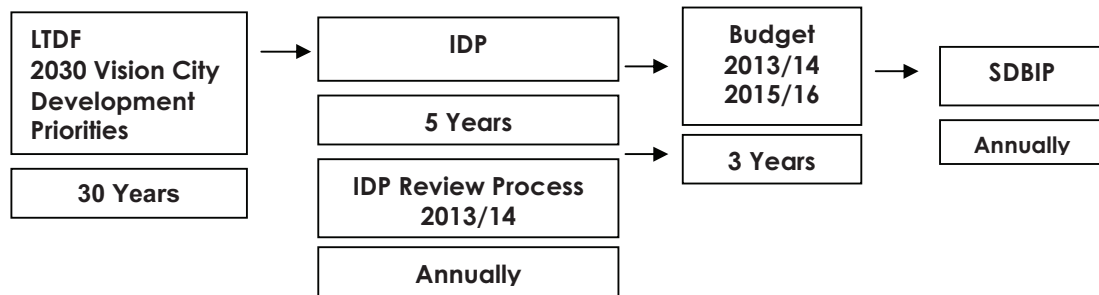 LTDF
2030 Vision City
Development
Priorities
30 Years
IDP
5 Years
IDP Review Process
2013/14
Annually
Budget
2013/14
2015/16
3 Years
SDBIP
Annually